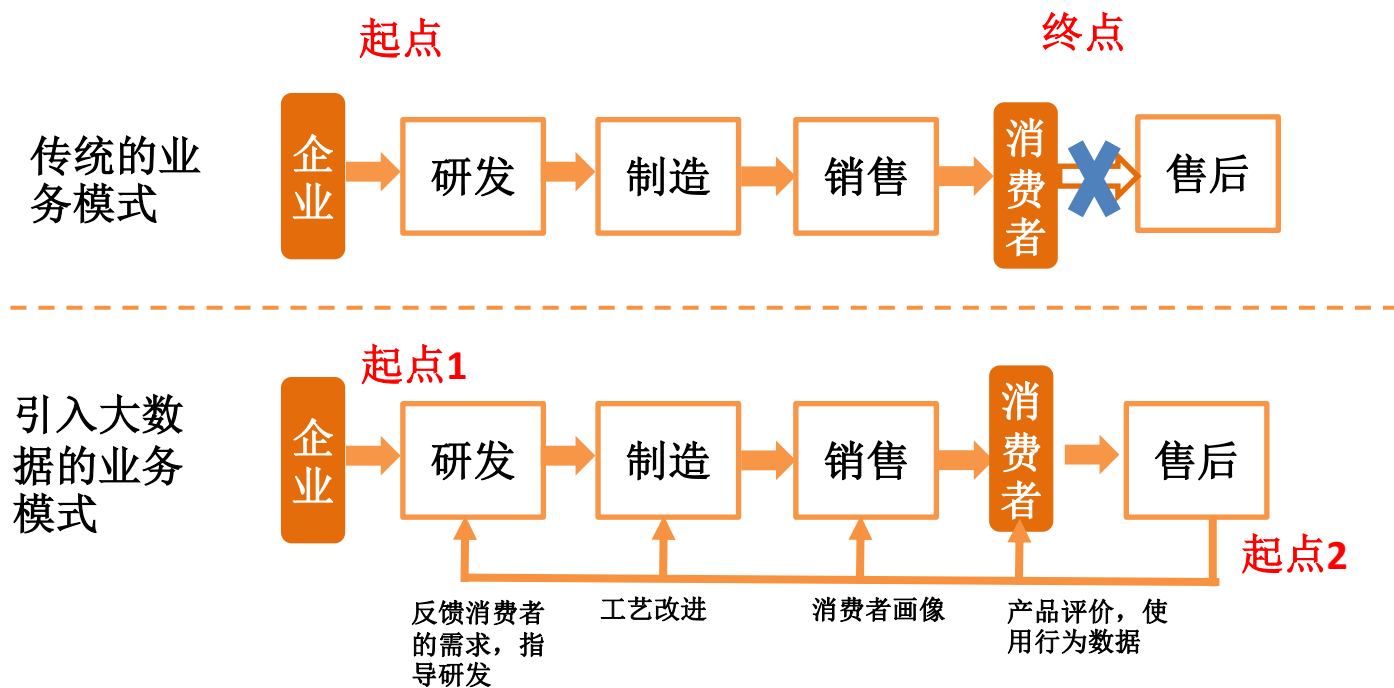 起点
终点
传统的业
务模式
企业
研发
制造
销售
消费者
售后
起点1
引入大数
据的业务
模式
企业
研发
制造
销售
消费者
售后
起点2
反馈消费者
的需求，指
导研发
工艺改进
消费者画像
产品评价，使
用行为数据